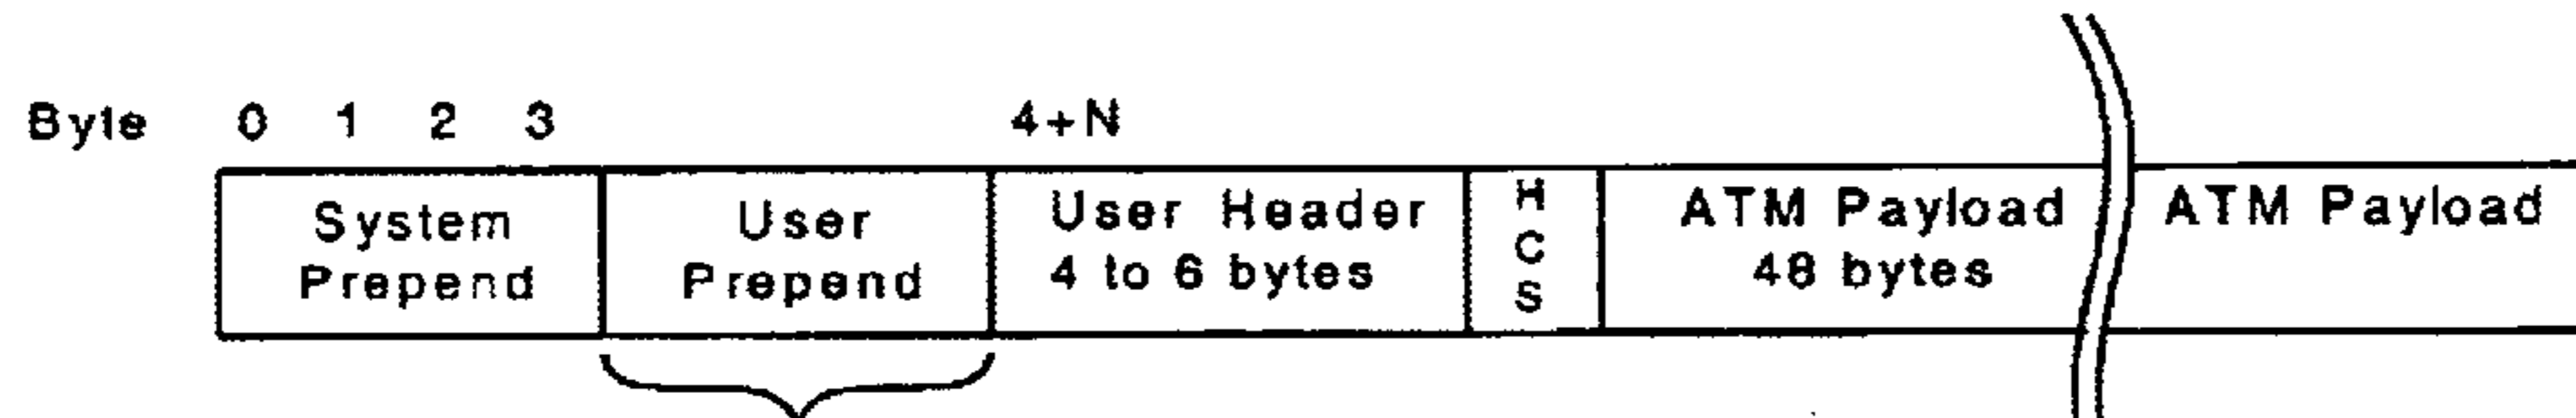 Byte 0 1 2 3 4+N
System Prepend
User Prepend
User Header
4 to 6 bytes
HCS
ATM Payload
48 bytes
ATM Payload